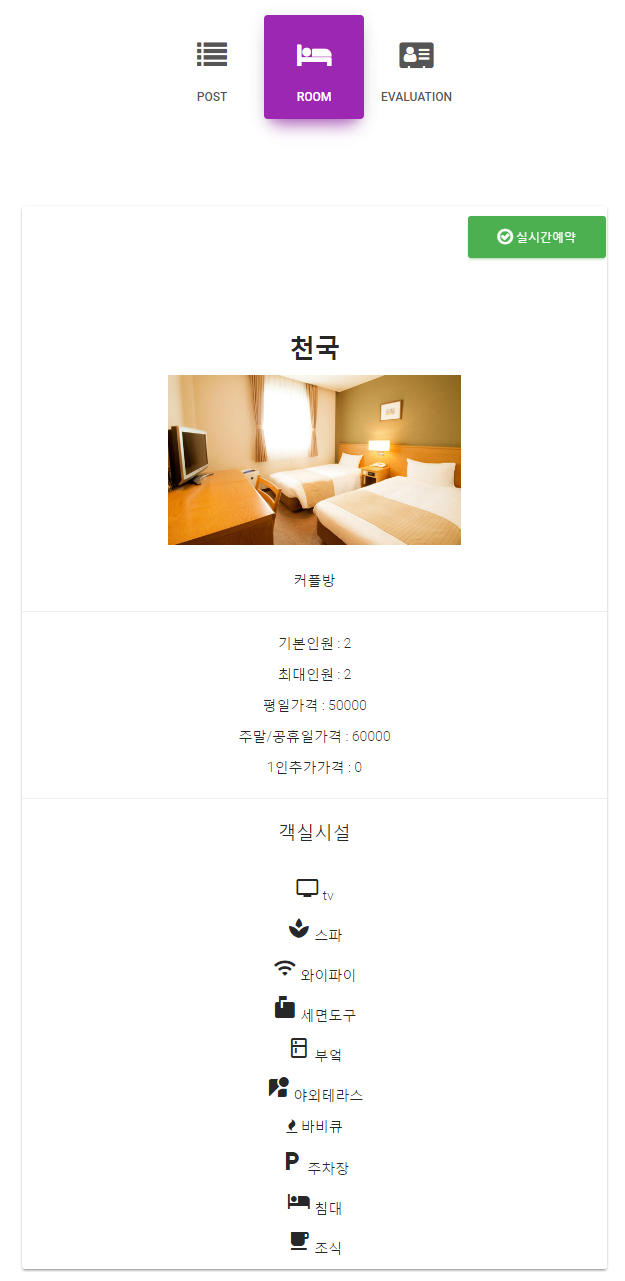 POST
ROOM
EVALUATION
실시간예약
천국
커플방
기본인원 : 2
최대인원 : 2
평일가격 : 50000
주말/공휴일가격 : 60000
1인추가가격 : 0
객실시설
tv
스파
와이파이
세면도구
부엌
야외테라스
바비큐
P 주차장
침대
조식